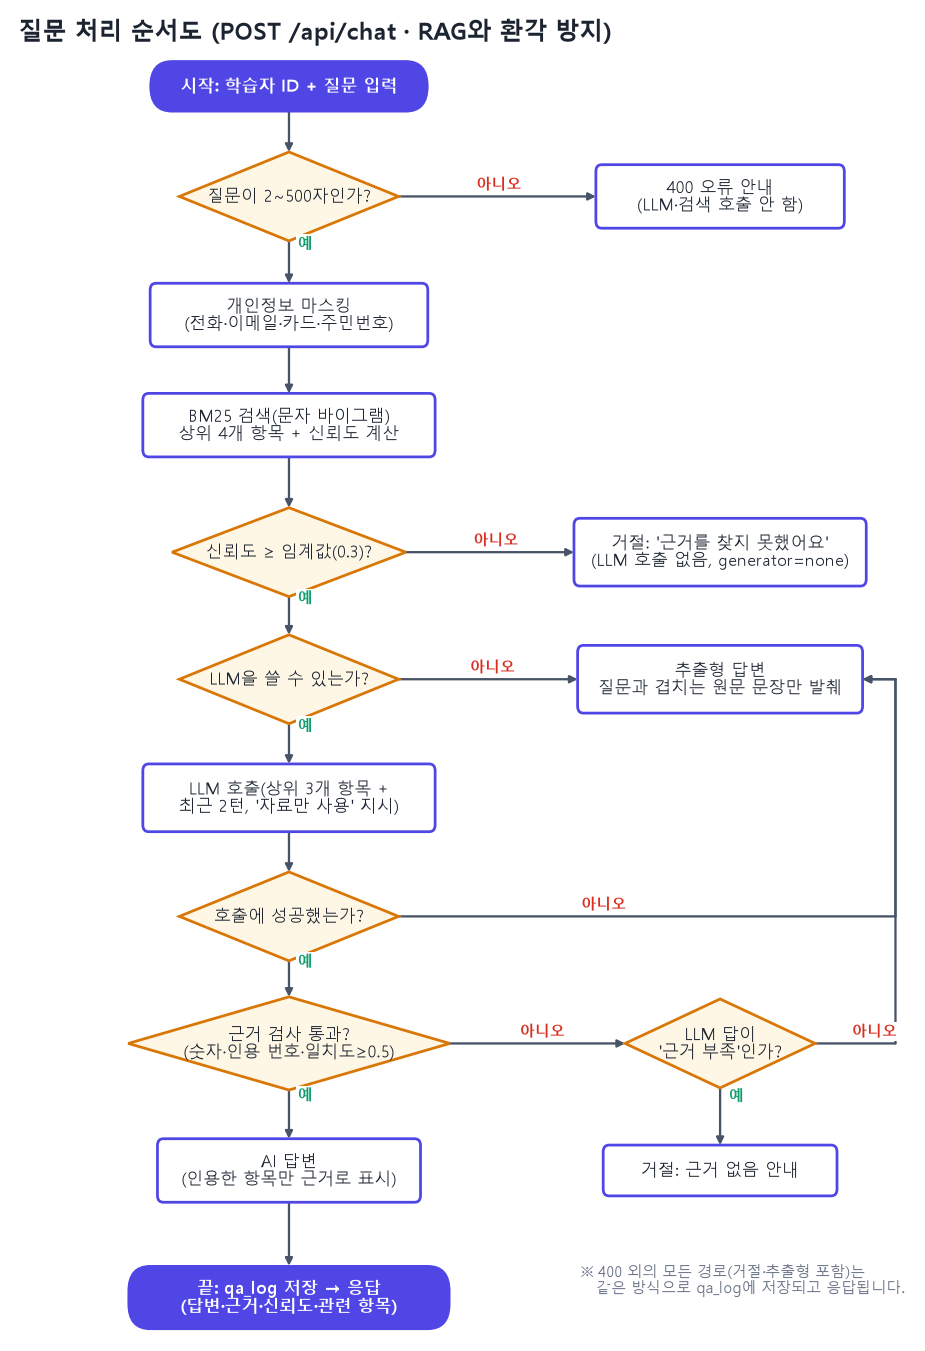 질문 처리 순서도 (POST /api/chat · RAG와 환각 방지)
시작: 학습자 ID + 질문 입력
질문이 2~500자인가?
아니오
400 오류 안내
(LLM·검색 호출 안 함)
예
개인정보 마스킹
(전화·이메일·카드·주민번호)
BM25 검색(문자 바이그램)
상위 4개 항목 + 신뢰도 계산
신뢰도 ≥ 임계값(0.3)?
아니오
거절: '근거를 찾지 못했어요'
(LLM 호출 없음, generator=none)
예
LLM을 쓸 수 있는가?
아니오
추출형 답변
질문과 겹치는 원문 문장만 발췌
예
LLM 호출(상위 3개 항목 +
최근 2턴, '자료만 사용' 지시)
호출에 성공했는가?
아니오
예
근거 검사 통과?
(숫자·인용 번호·일치도≥0.5)
아니오
LLM 답이
'근거 부족'인가?
아니오
예
예
AI 답변
(인용한 항목만 근거로 표시)
거절: 근거 없음 안내
끝: qa_log 저장 → 응답
(답변·근거·신뢰도·관련 항목)
※ 400 외의 모든 경로(거절·추출형 포함)는
같은 방식으로 qa_log에 저장되고 응답됩니다.